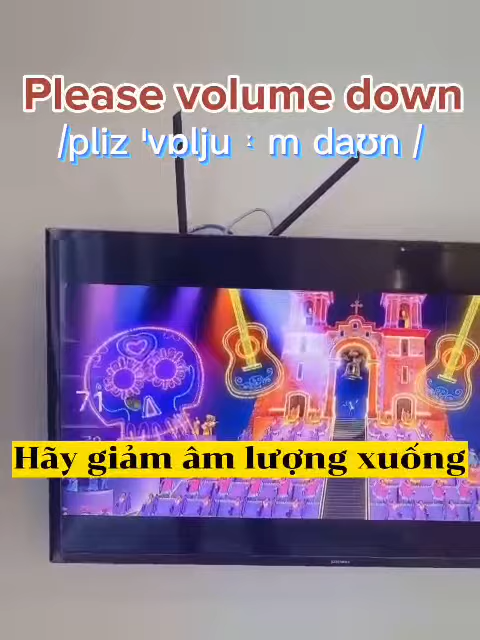 Please volume down
/pliz 'vɒlju ː m daʊn /
71
Hãy giảm âm lượng xuống